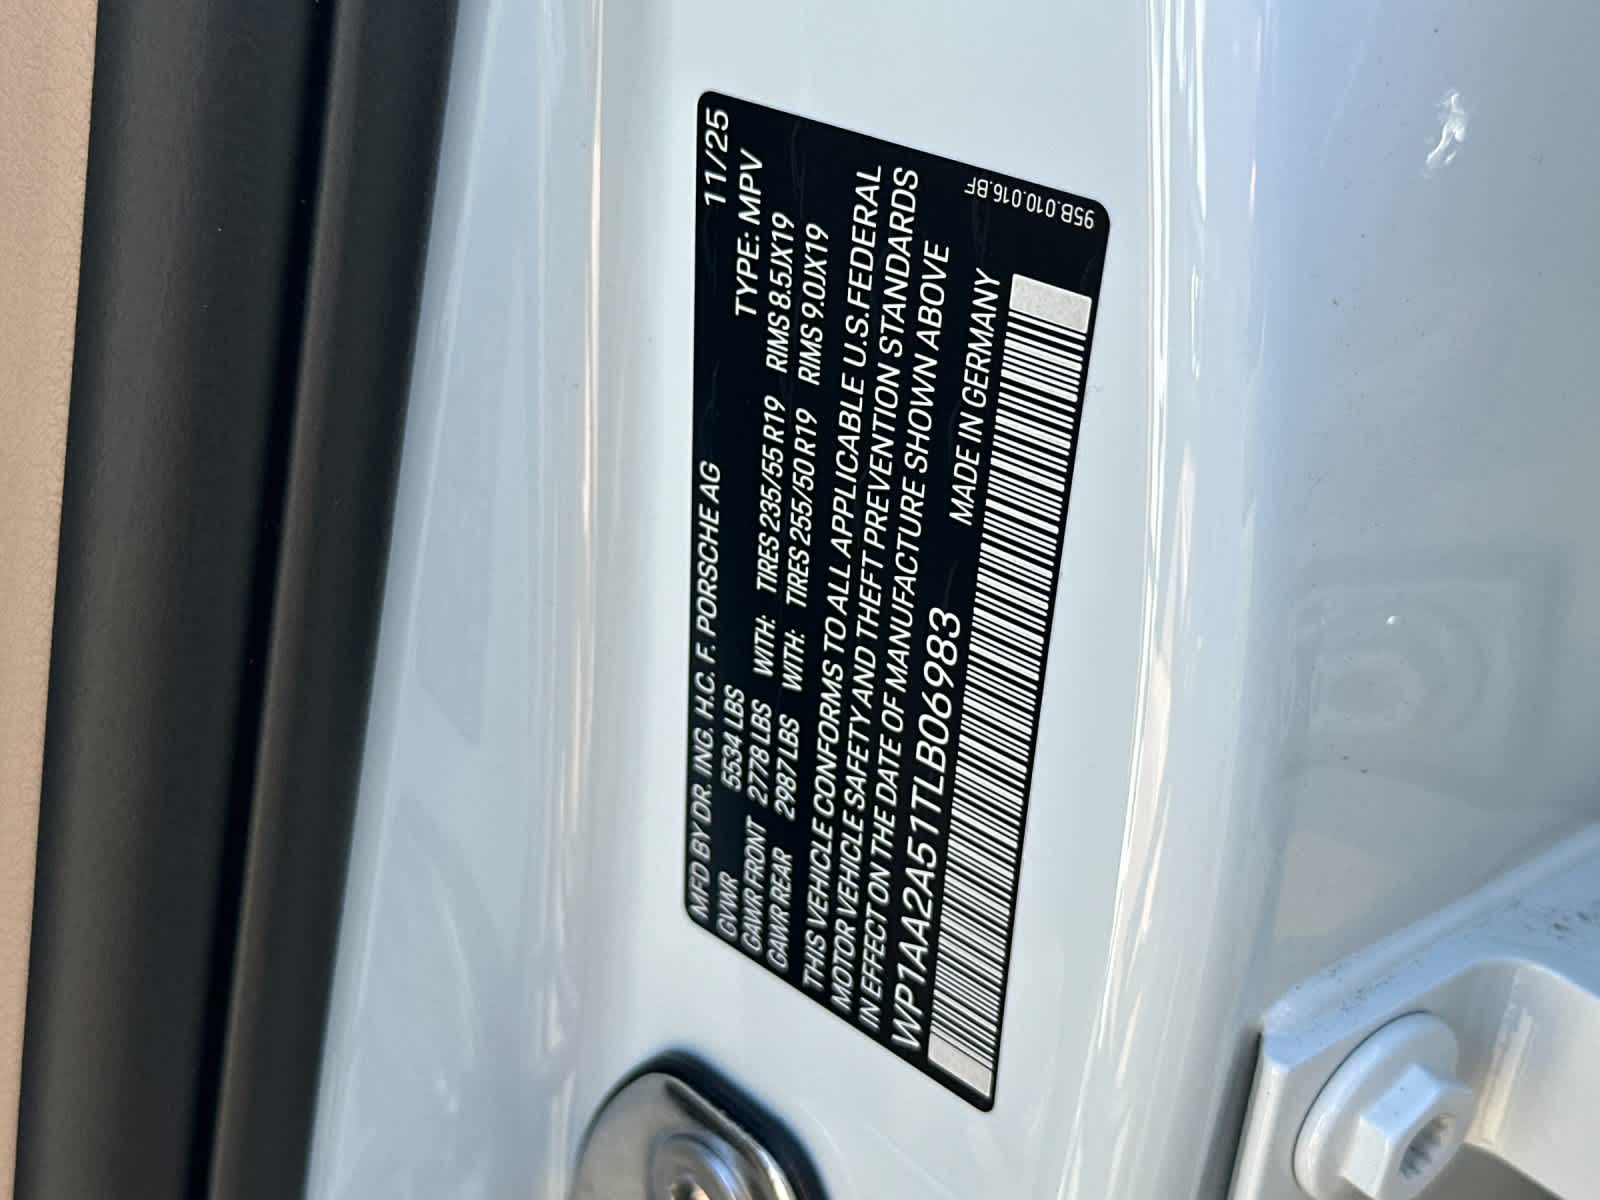 MFD BY DR. ING. H.C. F. PORSCHE AG 11/25
GVWR 5534 LBS TYPE: MPV
GAWR FRONT 2778 LBS WITH: TIRES 235/55 R19 RIMS 8.5JX19
GAWR REAR 2987 LBS WITH: TIRES 255/50 R19 RIMS 9.0JX19
THIS VEHICLE CONFORMS TO ALL APPLICABLE U.S.FEDERAL
MOTOR VEHICLE SAFETY AND THEFT PREVENTION STANDARDS
IN EFFECT ON THE DATE OF MANUFACTURE SHOWN ABOVE
WP1AA2A51TLB06983 MADE IN GERMANY
95B.010.016.BF